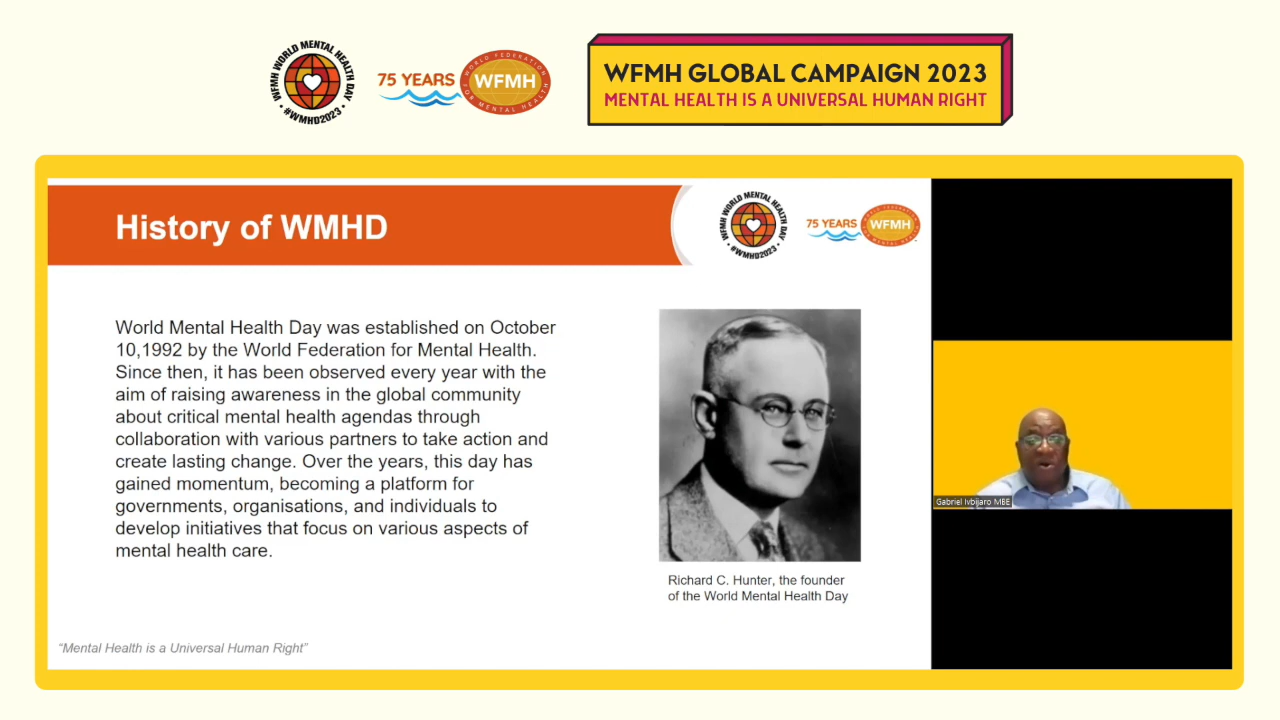 WFMH WORLD MENTAL HEALTH DAY
#WMHD2023
75 YEARS
WORLD FEDERATION
WFMH
FOR MENTAL HEALTH
WFMH GLOBAL CAMPAIGN 2023
MENTAL HEALTH IS A UNIVERSAL HUMAN RIGHT
History of WMHD
WFMH WORLD MENTAL HEALTH DAY
#WMHD2023
75 YEARS
WFMH
World Mental Health Day was established on October
10,1992 by the World Federation for Mental Health.
Since then, it has been observed every year with the
aim of raising awareness in the global community
about critical mental health agendas through
collaboration with various partners to take action and
create lasting change. Over the years, this day has
gained momentum, becoming a platform for
governments, organisations, and individuals to
develop initiatives that focus on various aspects of
mental health care.
Richard C. Hunter, the founder
of the World Mental Health Day
Gabriel Ivbijaro MBE
“Mental Health is a Universal Human Right”